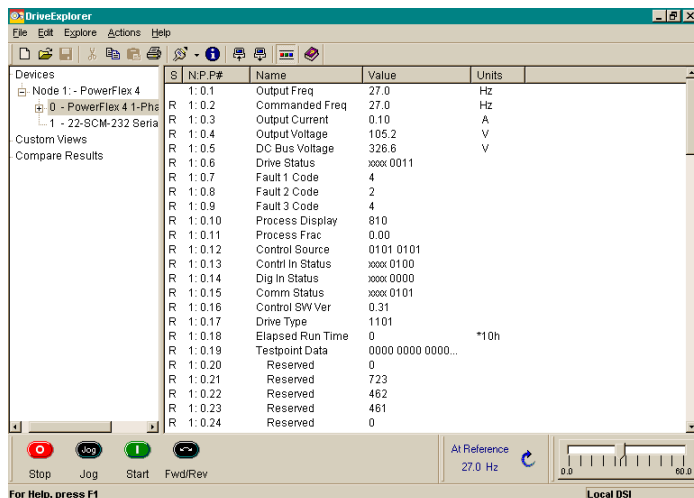 DriveExplorer
File Edit Explore Actions Help
Devices
Node 1: - PowerFlex 4
0 - PowerFlex 4 1-Pha
1 - 22-SCM-232 Seria
Custom Views
Compare Results
S N:P.P# Name Value Units
1: 0.1 Output Freq 27.0 Hz
R 1: 0.2 Commanded Freq 27.0 Hz
R 1: 0.3 Output Current 0.10 A
R 1: 0.4 Output Voltage 105.2 V
R 1: 0.5 DC Bus Voltage 326.6 V
R 1: 0.6 Drive Status xxxx 0011
R 1: 0.7 Fault 1 Code 4
R 1: 0.8 Fault 2 Code 2
R 1: 0.9 Fault 3 Code 4
R 1: 0.10 Process Display 810
R 1: 0.11 Process Frac 0.00
R 1: 0.12 Control Source 0101 0101
R 1: 0.13 Contrl In Status xxxx 0100
R 1: 0.14 Dig In Status xxxx 0000
R 1: 0.15 Comm Status xxxx 0101
R 1: 0.16 Control SW Ver 0.31
R 1: 0.17 Drive Type 1101
R 1: 0.18 Elapsed Run Time 0 *10h
R 1: 0.19 Testpoint Data 0000 0000 0000...
R 1: 0.20 Reserved 0
R 1: 0.21 Reserved 723
R 1: 0.22 Reserved 462
R 1: 0.23 Reserved 461
R 1: 0.24 Reserved 0
O Jog I
Stop Jog Start Fwd/Rev
At Reference
27.0 Hz
0.0 60.0
For Help, press F1 Local DSI